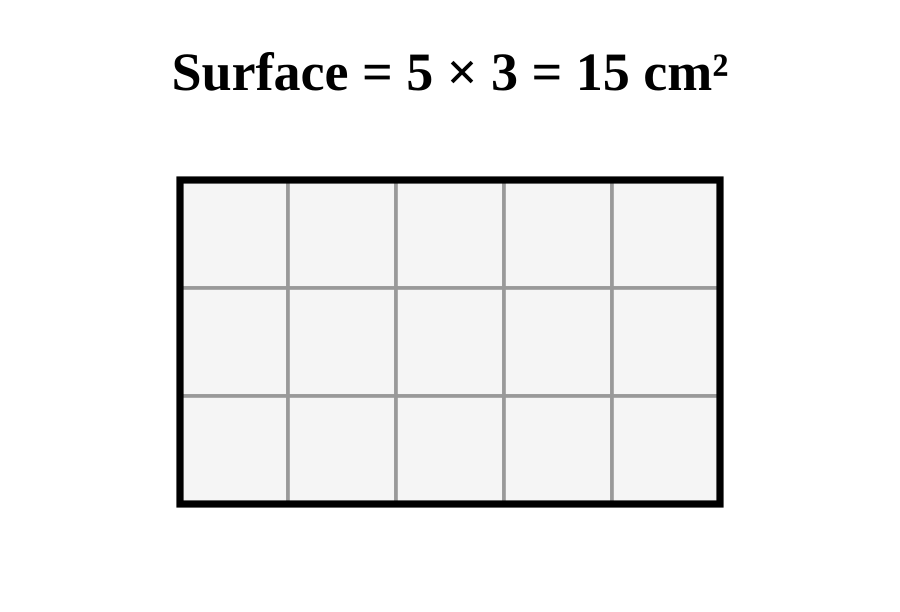 Surface = 5 × 3 = 15 cm²